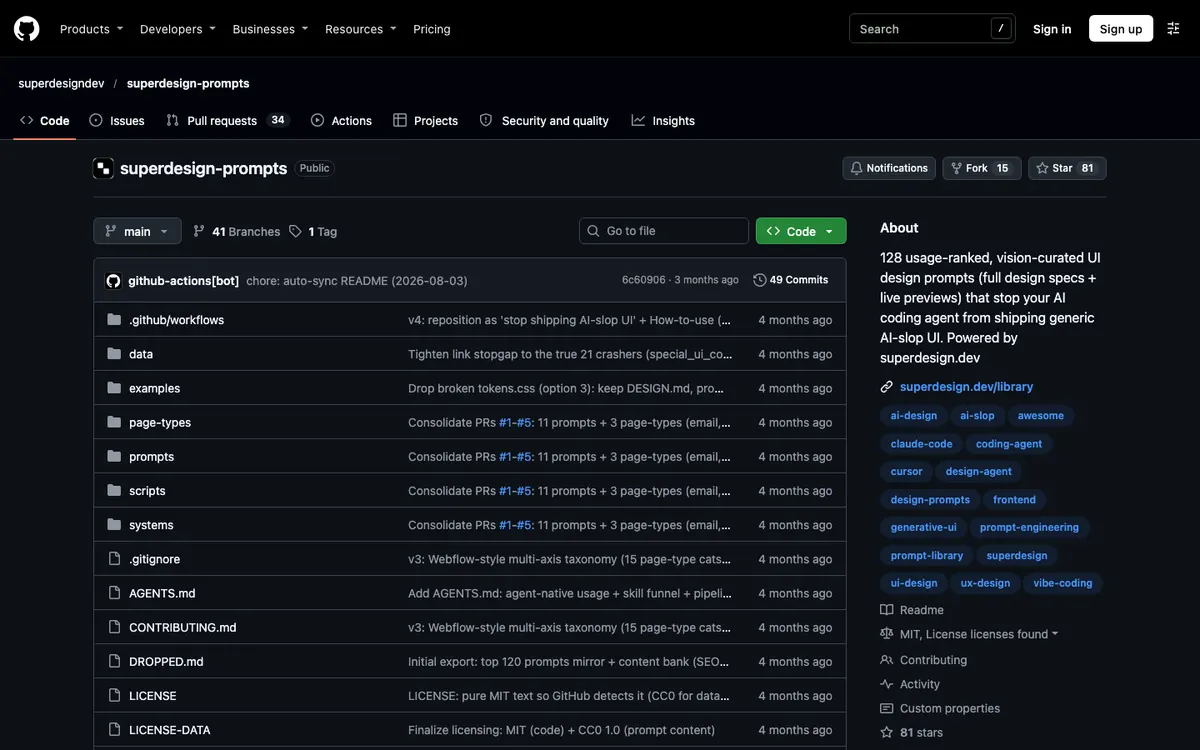 Products Developers Businesses Resources Pricing Search / Sign in Sign up
superdesigndev / superdesign-prompts
Code Issues Pull requests 34 Actions Projects Security and quality Insights
superdesign-prompts Public Notifications Fork 15 Star 81
main 41 Branches 1 Tag Go to file Code
github-actions[bot] chore: auto-sync README (2026-08-03) 6c60906 · 3 months ago 49 Commits
.github/workflows v4: reposition as 'stop shipping AI-slop UI' + How-to-use (... 4 months ago
data Tighten link stopgap to the true 21 crashers (special_ui_co... 4 months ago
examples Drop broken tokens.css (option 3): keep DESIGN.md, pro... 4 months ago
page-types Consolidate PRs #1-#5: 11 prompts + 3 page-types (email,... 4 months ago
prompts Consolidate PRs #1-#5: 11 prompts + 3 page-types (email,... 4 months ago
scripts Consolidate PRs #1-#5: 11 prompts + 3 page-types (email,... 4 months ago
systems Consolidate PRs #1-#5: 11 prompts + 3 page-types (email,... 4 months ago
.gitignore v3: Webflow-style multi-axis taxonomy (15 page-type cats... 4 months ago
AGENTS.md Add AGENTS.md: agent-native usage + skill funnel + pipeli... 4 months ago
CONTRIBUTING.md v3: Webflow-style multi-axis taxonomy (15 page-type cats... 4 months ago
DROPPED.md Initial export: top 120 prompts mirror + content bank (SEO... 4 months ago
LICENSE LICENSE: pure MIT text so GitHub detects it (CC0 for data... 4 months ago
LICENSE-DATA Finalize licensing: MIT (code) + CC0 1.0 (prompt content) 4 months ago
About
128 usage-ranked, vision-curated UI
design prompts (full design specs +
live previews) that stop your AI
coding agent from shipping generic
AI-slop UI. Powered by
superdesign.dev
superdesign.dev/library
ai-design ai-slop awesome
claude-code coding-agent
cursor design-agent
design-prompts frontend
generative-ui prompt-engineering
prompt-library superdesign
ui-design ux-design vibe-coding
Readme
MIT, License licenses found
Contributing
Activity
Custom properties
81 stars